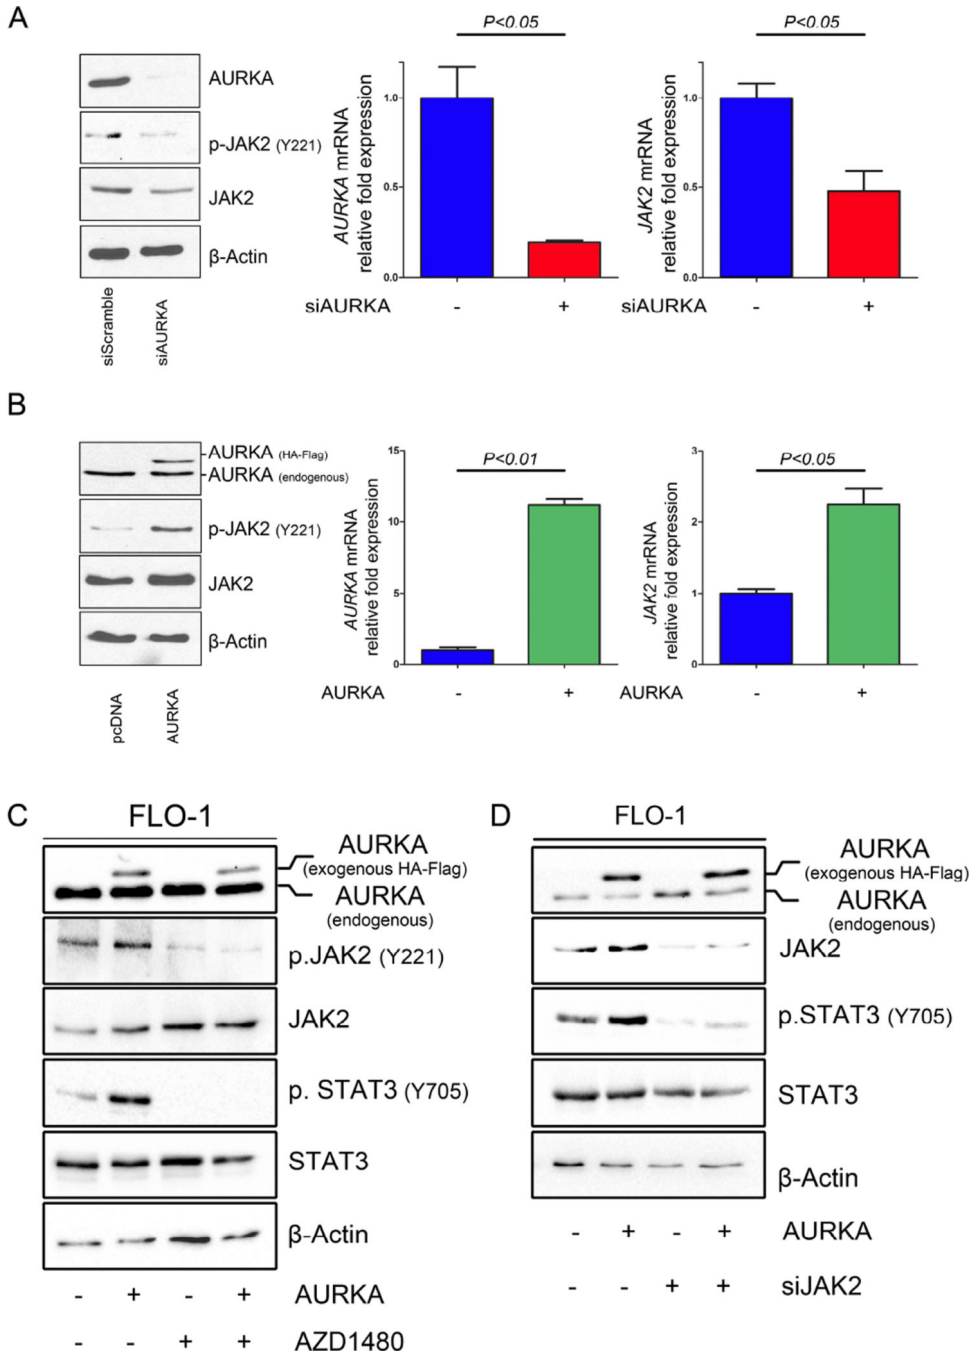 A
AURKA
p-JAK2 (Y221)
JAK2
β-Actin
siScramble
siAURKA
P<0.05
AURKA mrRNA
relative fold expression
1.0
0.5
0.0
siAURKA - +
P<0.05
JAK2 mrRNA
relative fold expression
1.0
0.5
0.0
siAURKA - +
B
AURKA (HA-Flag)
AURKA (endogenous)
p-JAK2 (Y221)
JAK2
β-Actin
pcDNA
AURKA
P<0.01
AURKA mrRNA
relative fold expression
15
10
5
0
AURKA - +
P<0.05
JAK2 mrRNA
relative fold expression
3
2
1
0
AURKA - +
C
FLO-1
AURKA
(exogenous HA-Flag)
AURKA
(endogenous)
p.JAK2 (Y221)
JAK2
p. STAT3 (Y705)
STAT3
β-Actin
- + - + AURKA
- - + + AZD1480
D
FLO-1
AURKA
(exogenous HA-Flag)
AURKA
(endogenous)
JAK2
p.STAT3 (Y705)
STAT3
β-Actin
- + - + AURKA
- - + + siJAK2